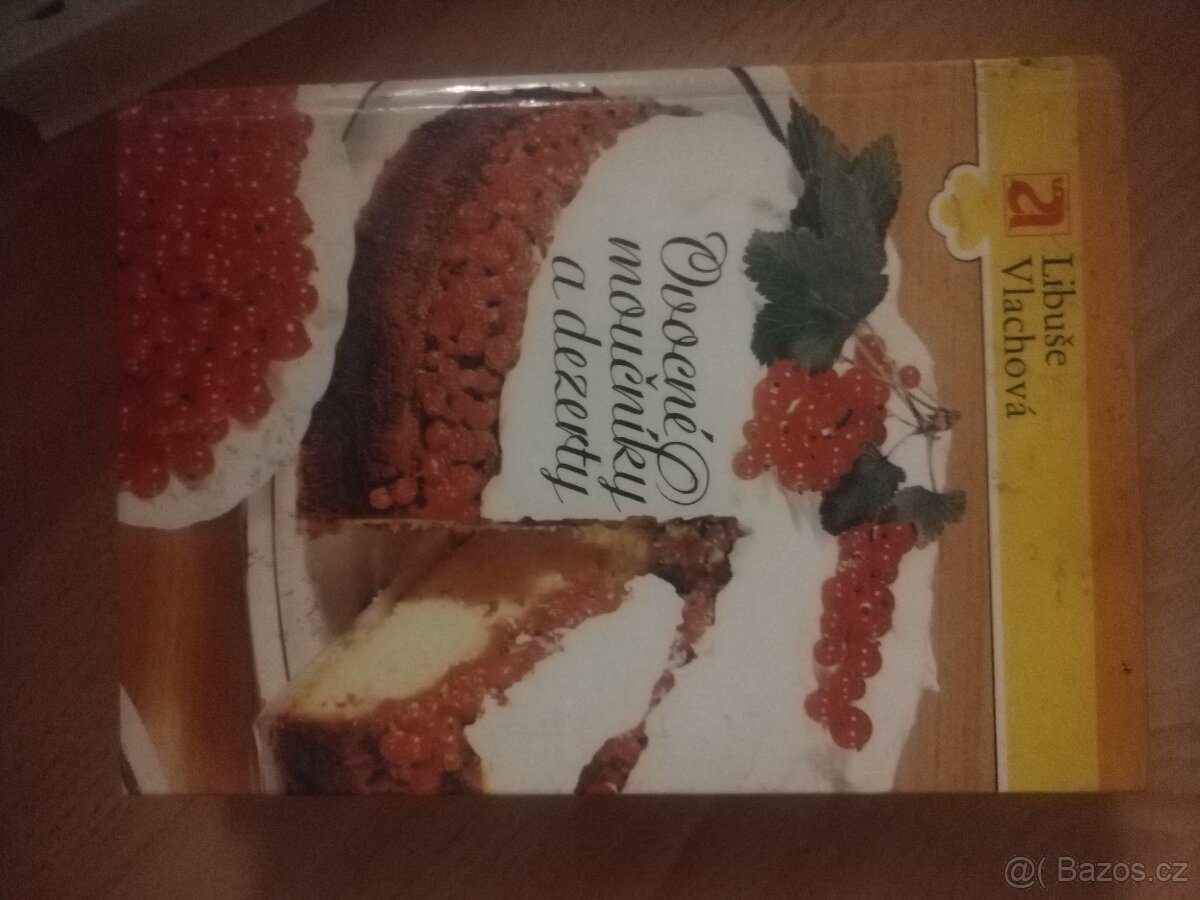 Libuše
Vlachová
Ovocné
moučníky
a dezerty
@( Bazos.cz